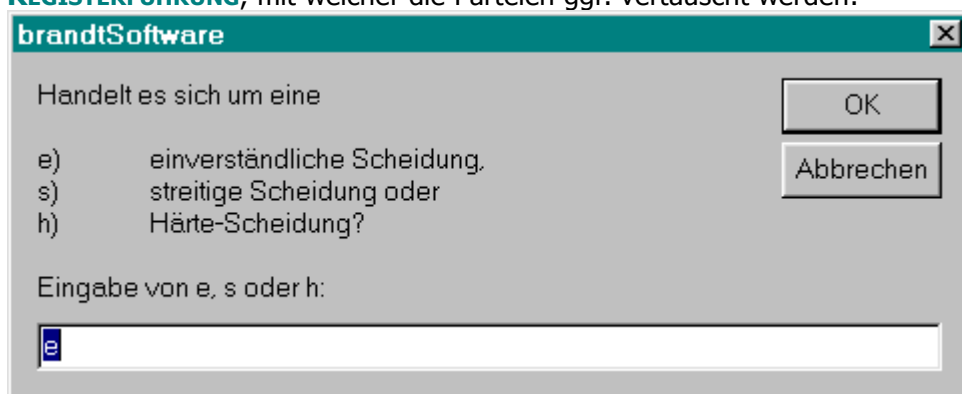 REGISTERFÜHRUNG, mit welcher die Parteien ggf. vertauscht werden.
brandtSoftware
Handelt es sich um eine
OK
e) einverständliche Scheidung,
Abbrechen
s) streitige Scheidung oder
h) Härte-Scheidung?
Eingabe von e, s oder h:
e